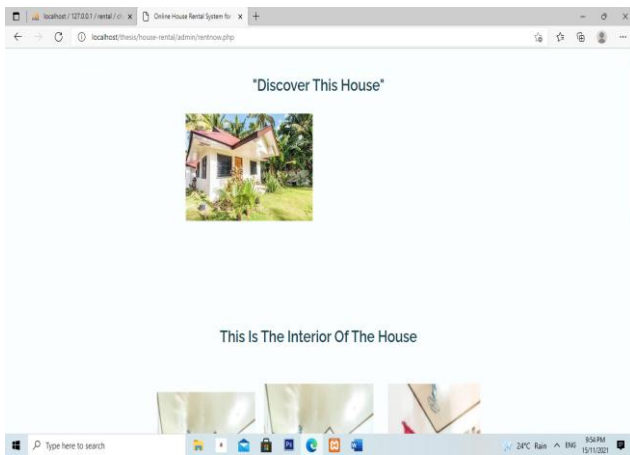 localhost / 127.0.0.1 / rental / ch
Online House Rental System for
localhost/thesis/house-rental/admin/rentnow.php
"Discover This House"
This Is The Interior Of The House
Type here to search
24°C Rain
ENG
9:54 PM
15/11/2021